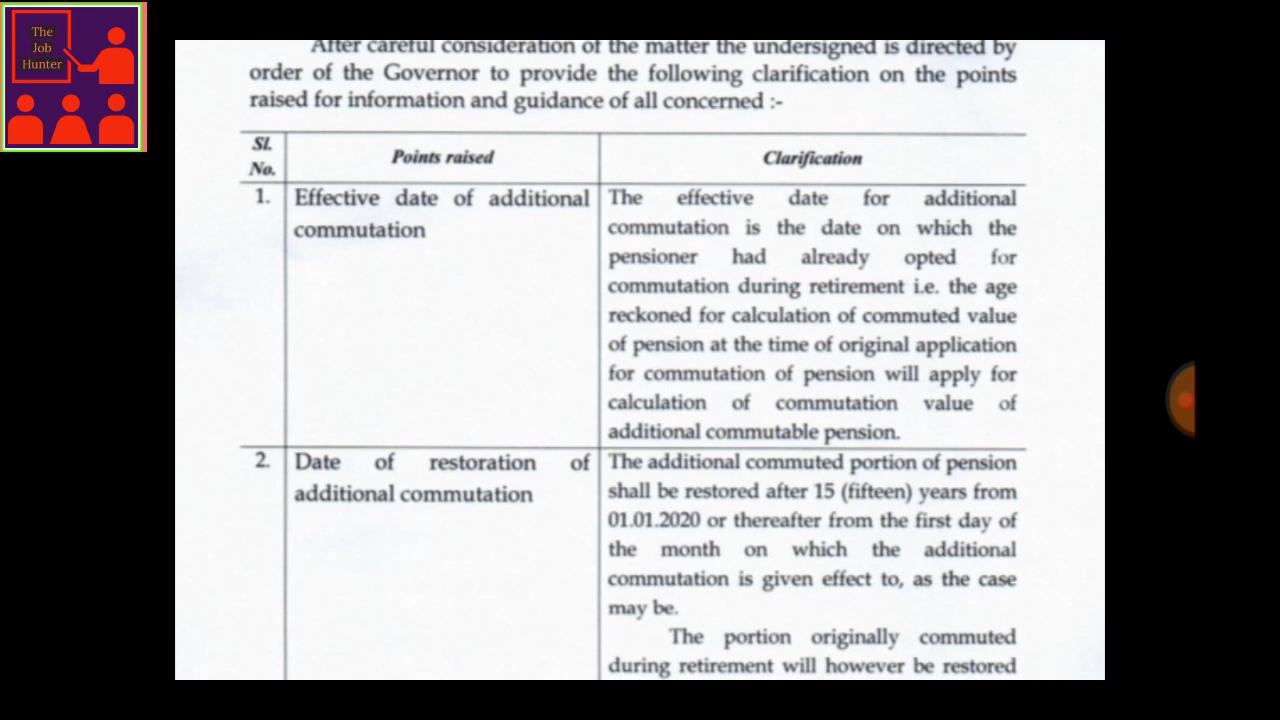 The
Job
Hunter
After careful consideration of the matter the undersigned is directed by
order of the Governor to provide the following clarification on the points
raised for information and guidance of all concerned :-
Sl.
No.
Points raised
Clarification
1.
Effective date of additional
commutation
The effective date for additional
commutation is the date on which the
pensioner had already opted for
commutation during retirement i.e. the age
reckoned for calculation of commuted value
of pension at the time of original application
for commutation of pension will apply for
calculation of commutation value of
additional commutable pension.
2.
Date of restoration of
additional commutation
The additional commuted portion of pension
shall be restored after 15 (fifteen) years from
01.01.2020 or thereafter from the first day of
the month on which the additional
commutation is given effect to, as the case
may be.
The portion originally commuted
during retirement will however be restored